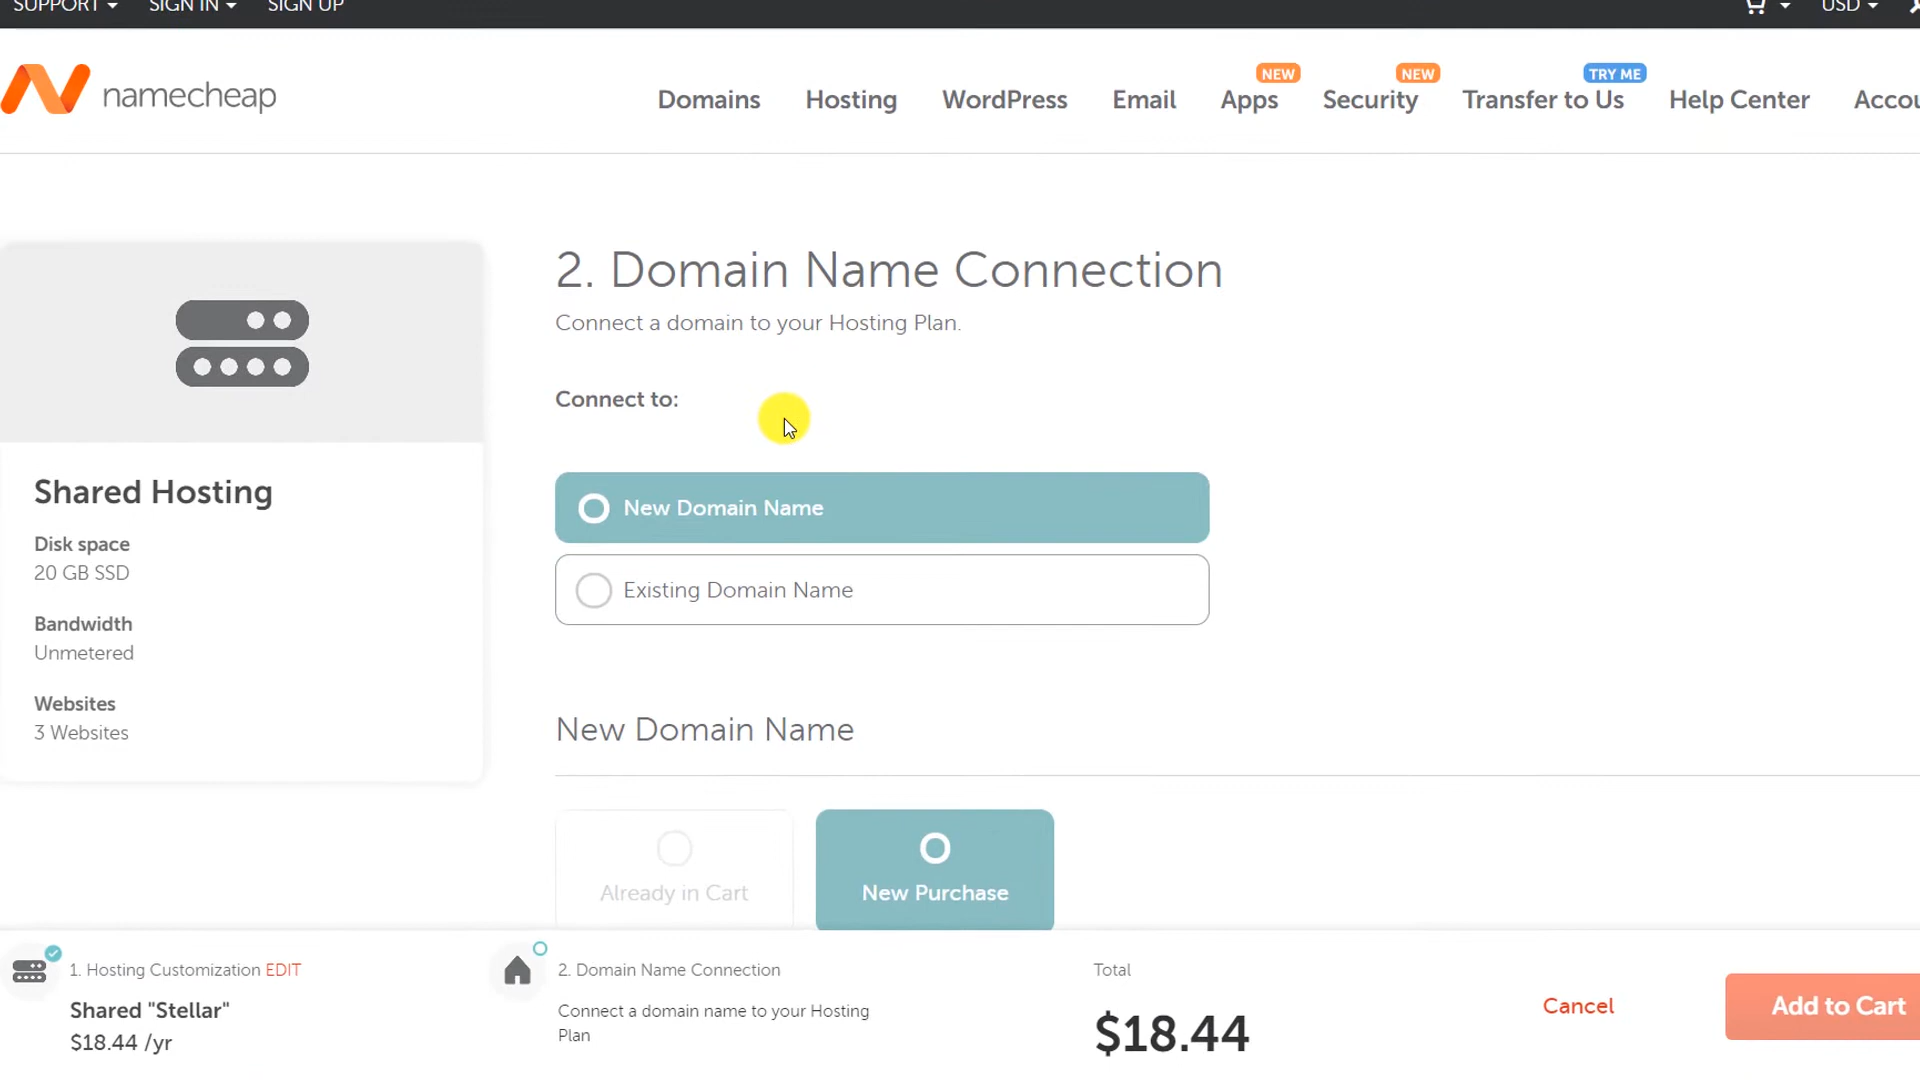 SUPPORT SIGN IN SIGN UP USD
namecheap
Domains Hosting WordPress Email Apps NEW Security NEW Transfer to Us TRY ME Help Center Accou
2. Domain Name Connection
Connect a domain to your Hosting Plan.
Connect to:
New Domain Name
Existing Domain Name
Shared Hosting
Disk space
20 GB SSD
Bandwidth
Unmetered
Websites
3 Websites
New Domain Name
Already in Cart
New Purchase
1. Hosting Customization EDIT
Shared "Stellar"
$18.44 /yr
2. Domain Name Connection
Connect a domain name to your Hosting
Plan
Total
$18.44
Cancel
Add to Cart